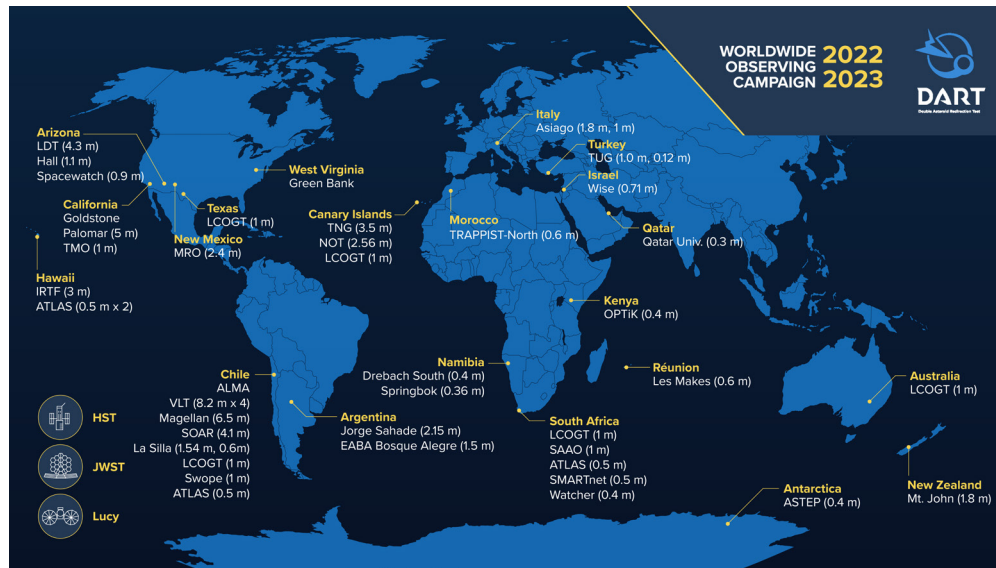 WORLDWIDE
OBSERVING
CAMPAIGN
2022
2023
DART
Double Asteroid Redirection Test
Arizona
LDT (4.3 m)
Hall (1.1 m)
Spacewatch (0.9 m)
California
Goldstone
Palomar (5 m)
TMO (1 m)
Texas
LCOGT (1 m)
New Mexico
MRO (2.4 m)
West Virginia
Green Bank
Hawaii
IRTF (3 m)
ATLAS (0.5 m x 2)
Canary Islands
TNG (3.5 m)
NOT (2.56 m)
LCOGT (1 m)
Italy
Asiago (1.8 m, 1 m)
Turkey
TUG (1.0 m, 0.12 m)
Israel
Wise (0.71 m)
Morocco
TRAPPIST-North (0.6 m)
Qatar
Qatar Univ. (0.3 m)
Kenya
OPTiK (0.4 m)
Namibia
Drebach South (0.4 m)
Springbok (0.36 m)
Réunion
Les Makes (0.6 m)
Chile
ALMA
VLT (8.2 m x 4)
Magellan (6.5 m)
SOAR (4.1 m)
La Silla (1.54 m, 0.6m)
LCOGT (1 m)
Swope (1 m)
ATLAS (0.5 m)
Argentina
Jorge Sahade (2.15 m)
EABA Bosque Alegre (1.5 m)
South Africa
LCOGT (1 m)
SAAO (1 m)
ATLAS (0.5 m)
SMARTnet (0.5 m)
Watcher (0.4 m)
Australia
LCOGT (1 m)
New Zealand
Mt. John (1.8 m)
Antarctica
ASTEP (0.4 m)
HST
JWST
Lucy